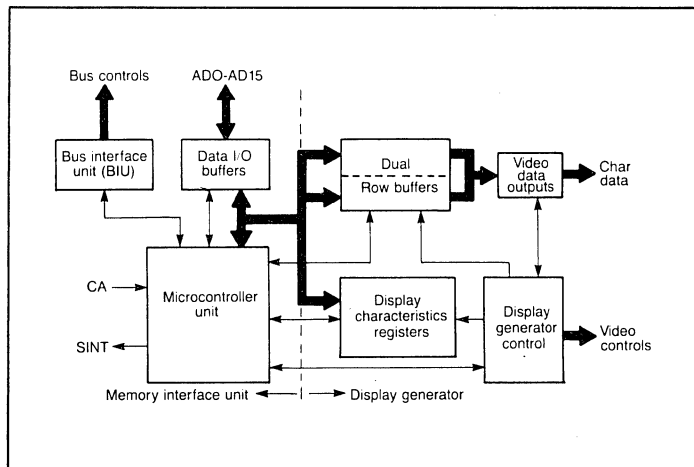 Bus controls
ADO-AD15
Bus interface
unit (BIU)
Data I/O
buffers
Dual
Row buffers
Video
data
outputs
Char
data
CA
SINT
Microcontroller
unit
Display
characteristics
registers
Display
generator
control
Video
controls
Memory interface unit
Display generator